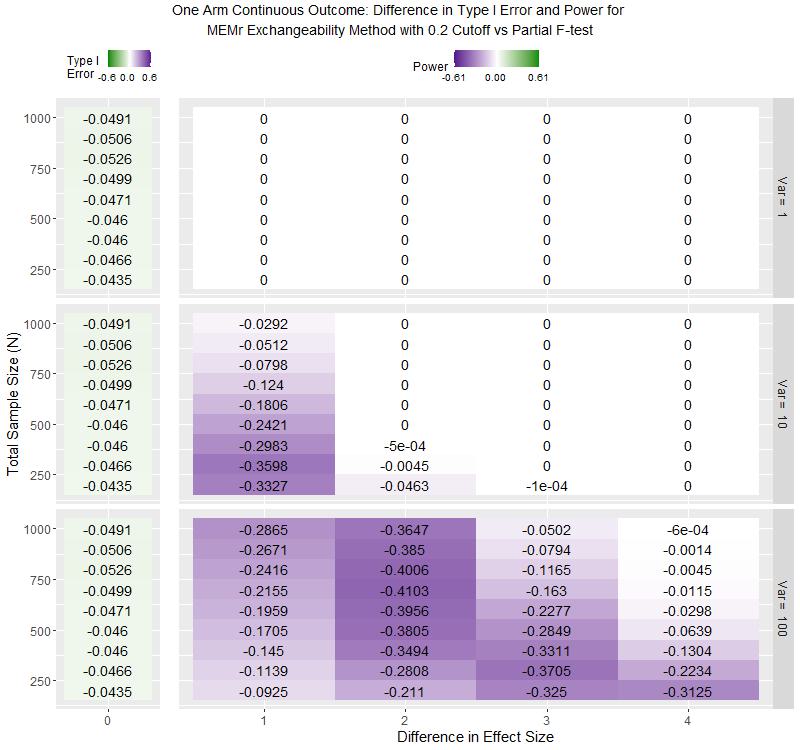 One Arm Continuous Outcome: Difference in Type I Error and Power for
MEMr Exchangeability Method with 0.2 Cutoff vs Partial F-test
Type I
Error
-0.6 0.0 0.6
Power
-0.61 0.00 0.61
Total Sample Size (N)
1000 -0.0491 0 0 0 0
-0.0506 0 0 0 0
750 -0.0526 0 0 0 0
-0.0499 0 0 0 0
-0.0471 0 0 0 0
500 -0.046 0 0 0 0
-0.046 0 0 0 0
250 -0.0466 0 0 0 0
-0.0435 0 0 0 0
Var = 1
1000 -0.0491 -0.0292 0 0 0
-0.0506 -0.0512 0 0 0
750 -0.0526 -0.0798 0 0 0
-0.0499 -0.124 0 0 0
-0.0471 -0.1806 0 0 0
500 -0.046 -0.2421 0 0 0
-0.046 -0.2983 -5e-04 0 0
250 -0.0466 -0.3598 -0.0045 0 0
-0.0435 -0.3327 -0.0463 -1e-04 0
Var = 10
1000 -0.0491 -0.2865 -0.3647 -0.0502 -6e-04
-0.0506 -0.2671 -0.385 -0.0794 -0.0014
750 -0.0526 -0.2416 -0.4006 -0.1165 -0.0045
-0.0499 -0.2155 -0.4103 -0.163 -0.0115
-0.0471 -0.1959 -0.3956 -0.2277 -0.0298
500 -0.046 -0.1705 -0.3805 -0.2849 -0.0639
-0.046 -0.145 -0.3494 -0.3311 -0.1304
250 -0.0466 -0.1139 -0.2808 -0.3705 -0.2234
-0.0435 -0.0925 -0.211 -0.325 -0.3125
Var = 100
0 1 2 3 4
Difference in Effect Size